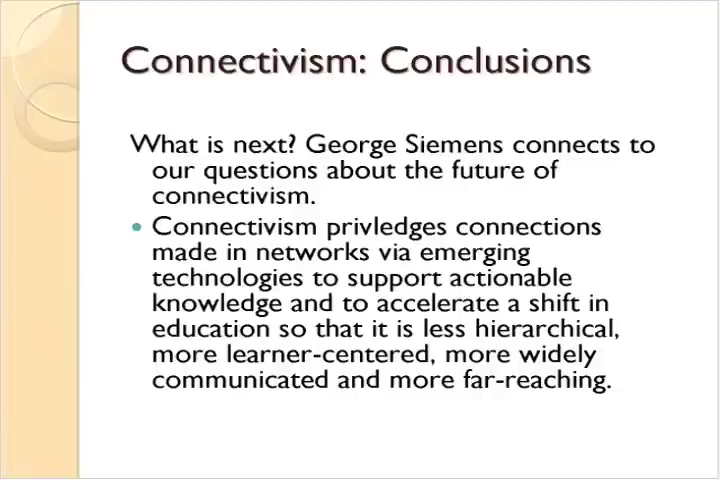 Connectivism: Conclusions
What is next? George Siemens connects to
our questions about the future of
connectivism.
• Connectivism privledges connections
made in networks via emerging
technologies to support actionable
knowledge and to accelerate a shift in
education so that it is less hierarchical,
more learner-centered, more widely
communicated and more far-reaching.